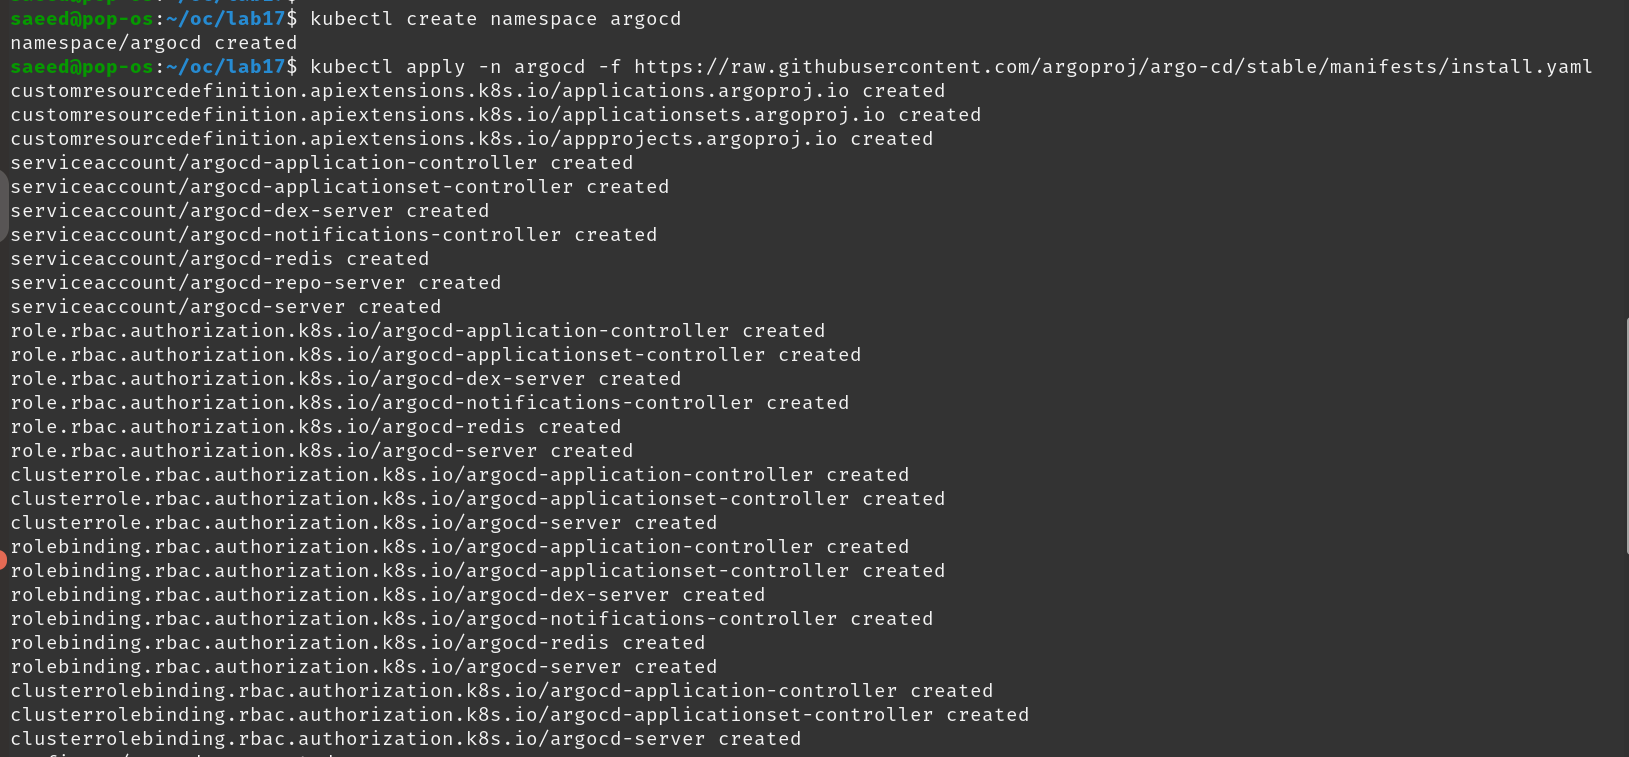 saeed@pop-os:~/oc/lab17$ kubectl create namespace argocd
namespace/argocd created
saeed@pop-os:~/oc/lab17$ kubectl apply -n argocd -f https://raw.githubusercontent.com/argoproj/argo-cd/stable/manifests/install.yaml
customresourcedefinition.apiextensions.k8s.io/applications.argoproj.io created
customresourcedefinition.apiextensions.k8s.io/applicationsets.argoproj.io created
customresourcedefinition.apiextensions.k8s.io/appprojects.argoproj.io created
serviceaccount/argocd-application-controller created
serviceaccount/argocd-applicationset-controller created
serviceaccount/argocd-dex-server created
serviceaccount/argocd-notifications-controller created
serviceaccount/argocd-redis created
serviceaccount/argocd-repo-server created
serviceaccount/argocd-server created
role.rbac.authorization.k8s.io/argocd-application-controller created
role.rbac.authorization.k8s.io/argocd-applicationset-controller created
role.rbac.authorization.k8s.io/argocd-dex-server created
role.rbac.authorization.k8s.io/argocd-notifications-controller created
role.rbac.authorization.k8s.io/argocd-redis created
role.rbac.authorization.k8s.io/argocd-server created
clusterrole.rbac.authorization.k8s.io/argocd-application-controller created
clusterrole.rbac.authorization.k8s.io/argocd-applicationset-controller created
clusterrole.rbac.authorization.k8s.io/argocd-server created
rolebinding.rbac.authorization.k8s.io/argocd-application-controller created
rolebinding.rbac.authorization.k8s.io/argocd-applicationset-controller created
rolebinding.rbac.authorization.k8s.io/argocd-dex-server created
rolebinding.rbac.authorization.k8s.io/argocd-notifications-controller created
rolebinding.rbac.authorization.k8s.io/argocd-redis created
rolebinding.rbac.authorization.k8s.io/argocd-server created
clusterrolebinding.rbac.authorization.k8s.io/argocd-application-controller created
clusterrolebinding.rbac.authorization.k8s.io/argocd-applicationset-controller created
clusterrolebinding.rbac.authorization.k8s.io/argocd-server created